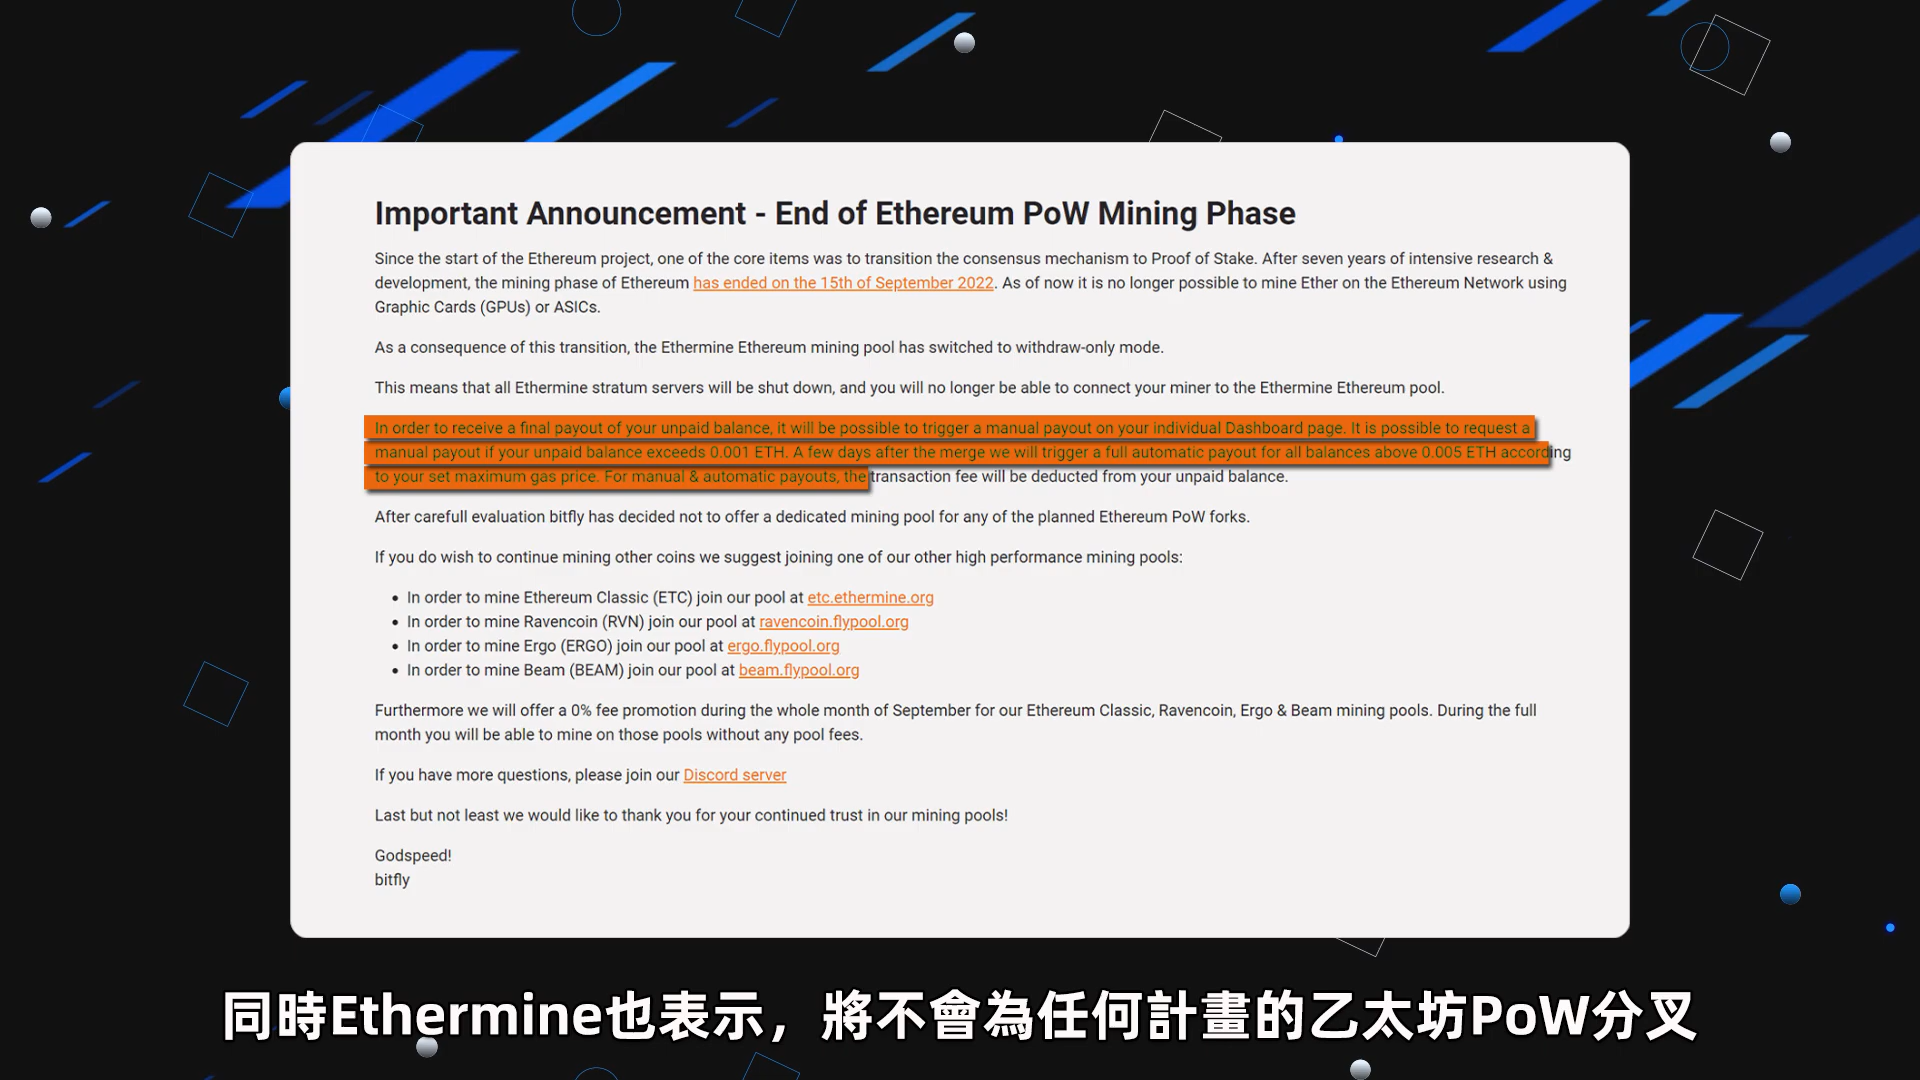 Important Announcement - End of Ethereum PoW Mining Phase
Since the start of the Ethereum project, one of the core items was to transition the consensus mechanism to Proof of Stake. After seven years of intensive research &
development, the mining phase of Ethereum has ended on the 15th of September 2022. As of now it is no longer possible to mine Ether on the Ethereum Network using
Graphic Cards (GPUs) or ASICs.
As a consequence of this transition, the Ethermine Ethereum mining pool has switched to withdraw-only mode.
This means that all Ethermine stratum servers will be shut down, and you will no longer be able to connect your miner to the Ethermine Ethereum pool.
In order to receive a final payout of your unpaid balance, it will be possible to trigger a manual payout on your individual Dashboard page. It is possible to request a
manual payout if your unpaid balance exceeds 0.001 ETH. A few days after the merge we will trigger a full automatic payout for all balances above 0.005 ETH according
to your set maximum gas price. For manual & automatic payouts, the transaction fee will be deducted from your unpaid balance.
After carefull evaluation bitfly has decided not to offer a dedicated mining pool for any of the planned Ethereum PoW forks.
If you do wish to continue mining other coins we suggest joining one of our other high performance mining pools:
• In order to mine Ethereum Classic (ETC) join our pool at etc.ethermine.org
• In order to mine Ravencoin (RVN) join our pool at ravencoin.flypool.org
• In order to mine Ergo (ERGO) join our pool at ergo.flypool.org
• In order to mine Beam (BEAM) join our pool at beam.flypool.org
Furthermore we will offer a 0% fee promotion during the whole month of September for our Ethereum Classic, Ravencoin, Ergo & Beam mining pools. During the full
month you will be able to mine on those pools without any pool fees.
If you have more questions, please join our Discord server
Last but not least we would like to thank you for your continued trust in our mining pools!
Godspeed!
bitfly
同時Ethermine也表示，將不會為任何計畫的乙太坊PoW分叉